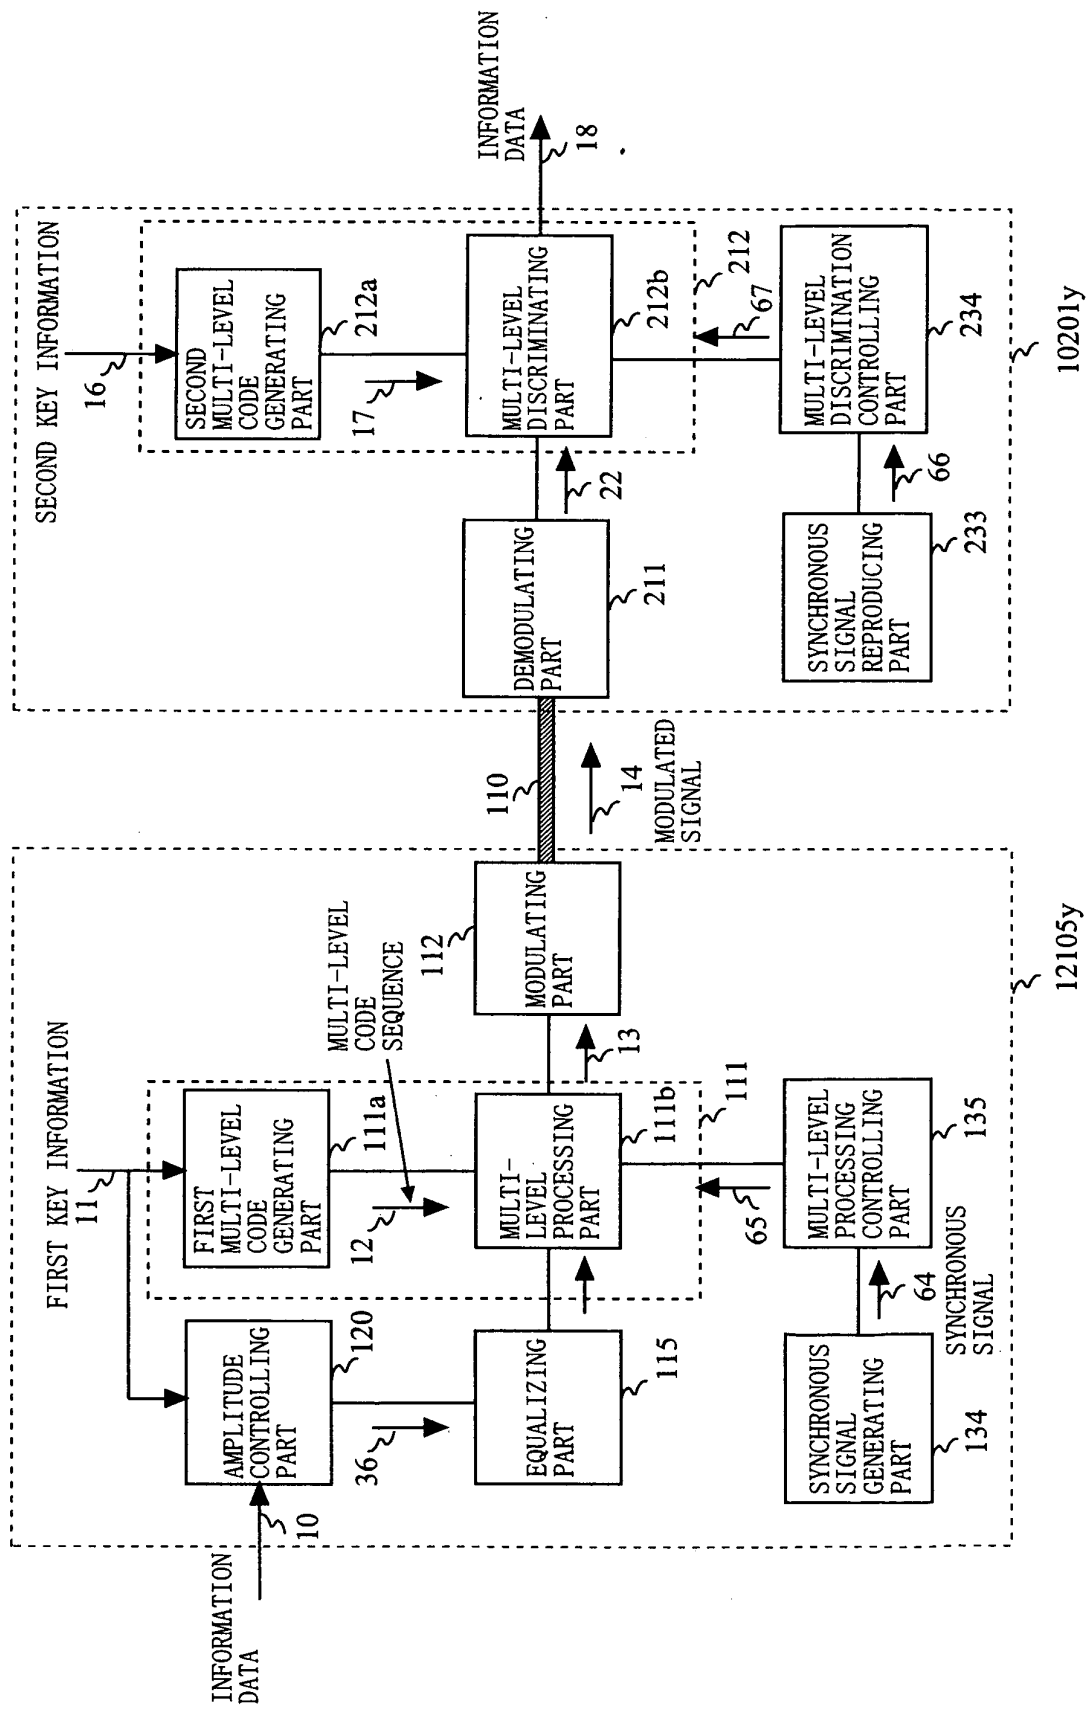 INFORMATION
DATA
10
FIRST KEY INFORMATION
11
AMPLITUDE
CONTROLLING
PART
120
36
EQUALIZING
PART
115
FIRST
MULTI-LEVEL
CODE
GENERATING
PART
111a
12
MULTI-LEVEL
CODE
SEQUENCE
MULTI-
LEVEL
PROCESSING
PART
111b
111
13
65
SYNCHRONOUS
SIGNAL
GENERATING
PART
134
64
SYNCHRONOUS
SIGNAL
MULTI-LEVEL
PROCESSING
CONTROLLING
PART
135
112
MODULATING
PART
12105y
110
14
MODULATED
SIGNAL
SECOND KEY INFORMATION
16
SECOND
MULTI-LEVEL
CODE
GENERATING
PART
212a
17
DEMODULATING
PART
211
22
MULTI-LEVEL
DISCRIMINATING
PART
212b
212
67
SYNCHRONOUS
SIGNAL
REPRODUCING
PART
233
66
MULTI-LEVEL
DISCRIMINATION
CONTROLLING
PART
234
10201y
INFORMATION
DATA
18